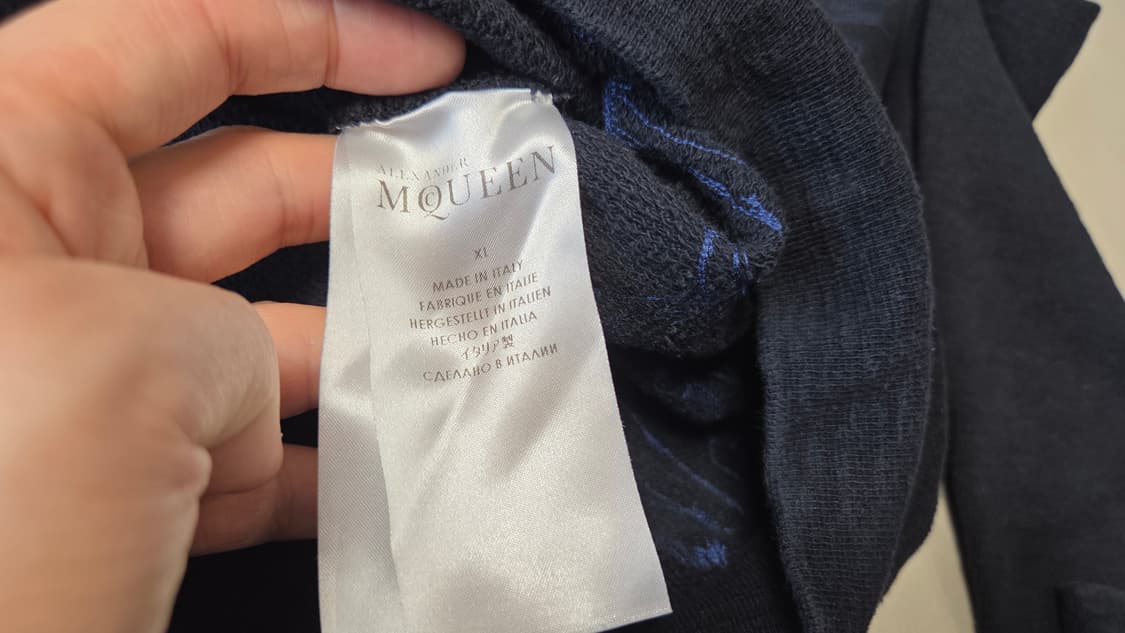 ALEXANDER
MCQUEEN
XL
MADE IN ITALY
FABRIQUE EN ITALIE
HERGESTELLT IN ITALIEN
HECHO EN ITALIA
イタリア製
СДЕЛАНО В ИТАЛИИ